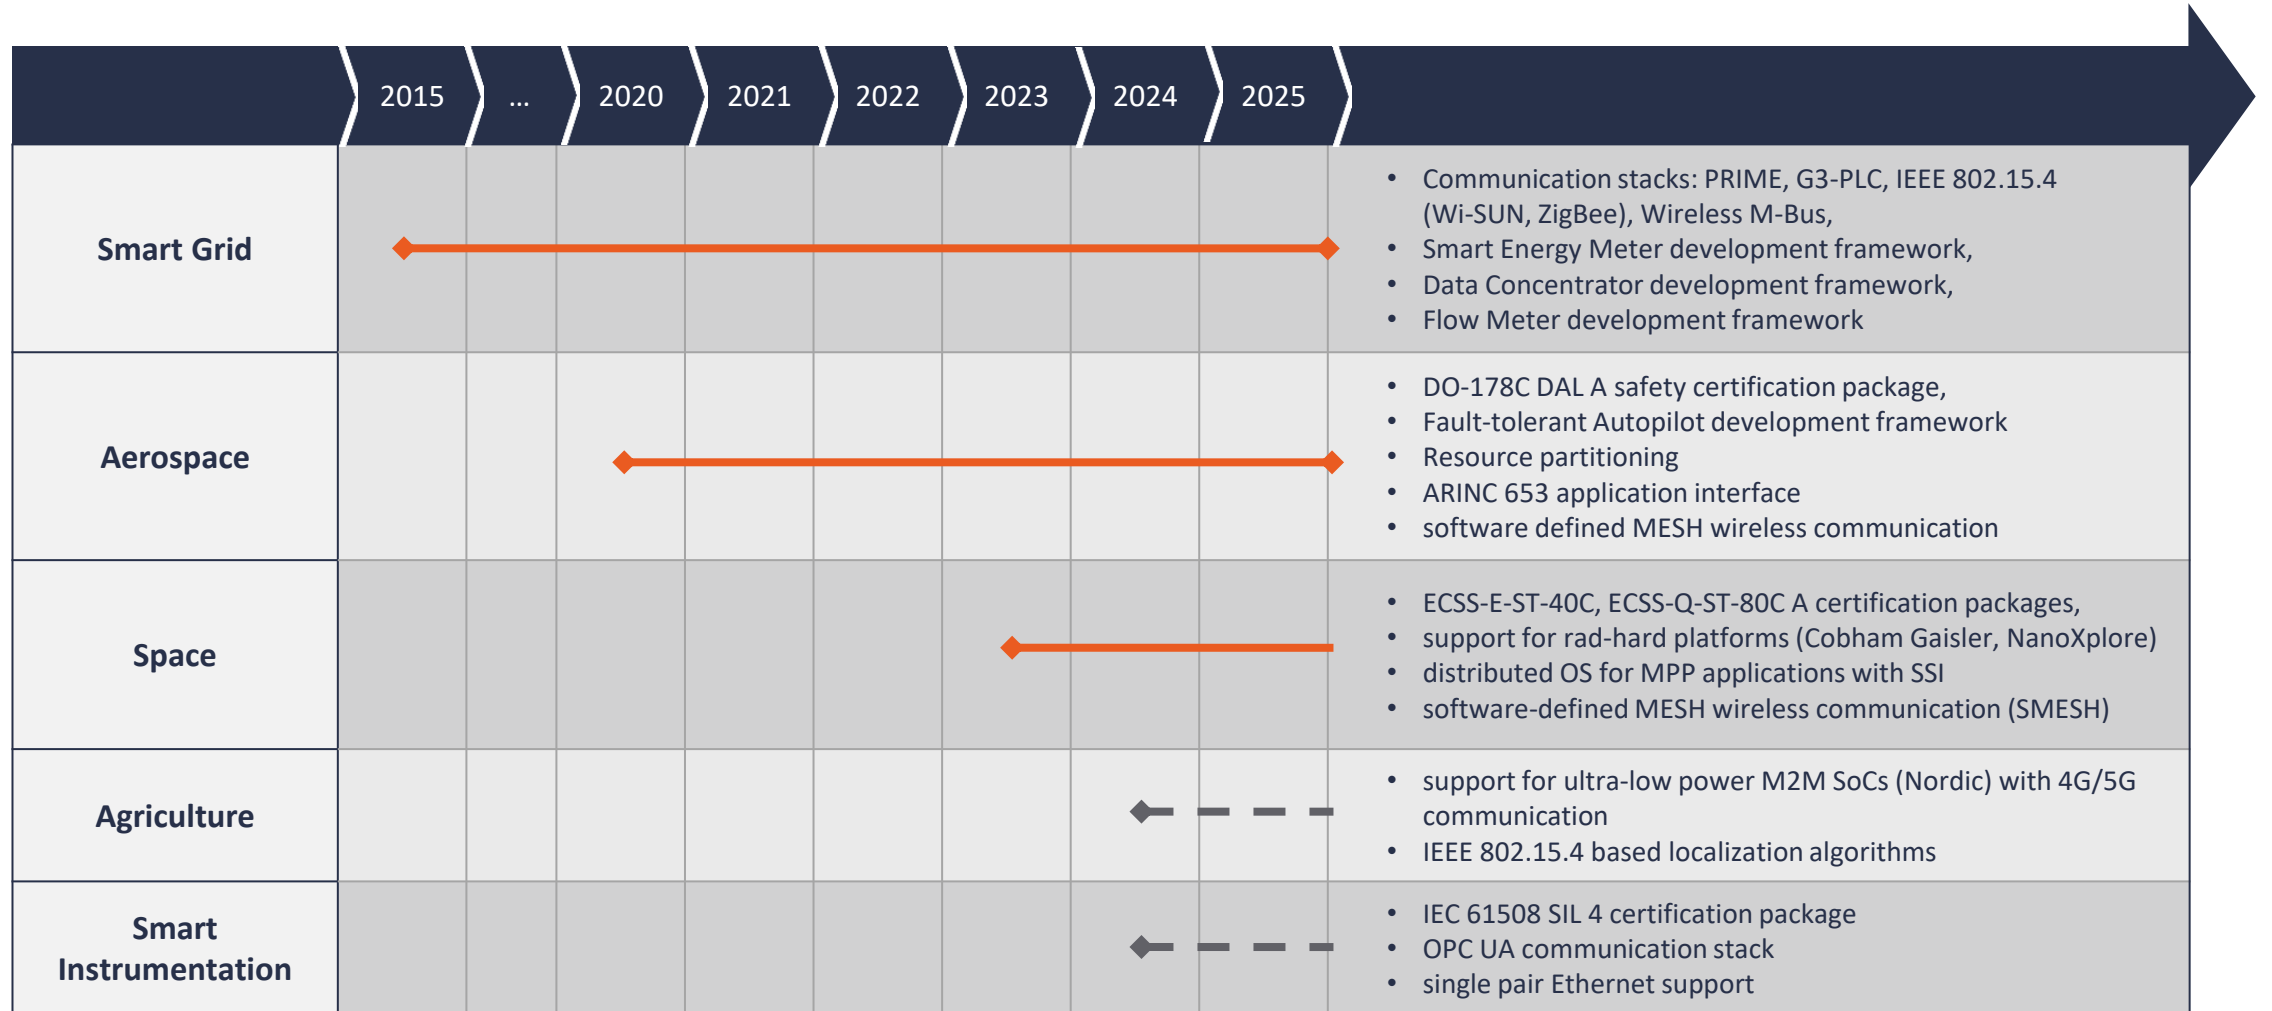 2015 … 2020 2021 2022 2023 2024 2025
Smart Grid
• Communication stacks: PRIME, G3-PLC, IEEE 802.15.4
(Wi-SUN, ZigBee), Wireless M-Bus,
• Smart Energy Meter development framework,
• Data Concentrator development framework,
• Flow Meter development framework
Aerospace
• DO-178C DAL A safety certification package,
• Fault-tolerant Autopilot development framework
• Resource partitioning
• ARINC 653 application interface
• software defined MESH wireless communication
Space
• ECSS-E-ST-40C, ECSS-Q-ST-80C A certification packages,
• support for rad-hard platforms (Cobham Gaisler, NanoXplore)
• distributed OS for MPP applications with SSI
• software-defined MESH wireless communication (SMESH)
Agriculture
• support for ultra-low power M2M SoCs (Nordic) with 4G/5G
communication
• IEEE 802.15.4 based localization algorithms
Smart
Instrumentation
• IEC 61508 SIL 4 certification package
• OPC UA communication stack
• single pair Ethernet support